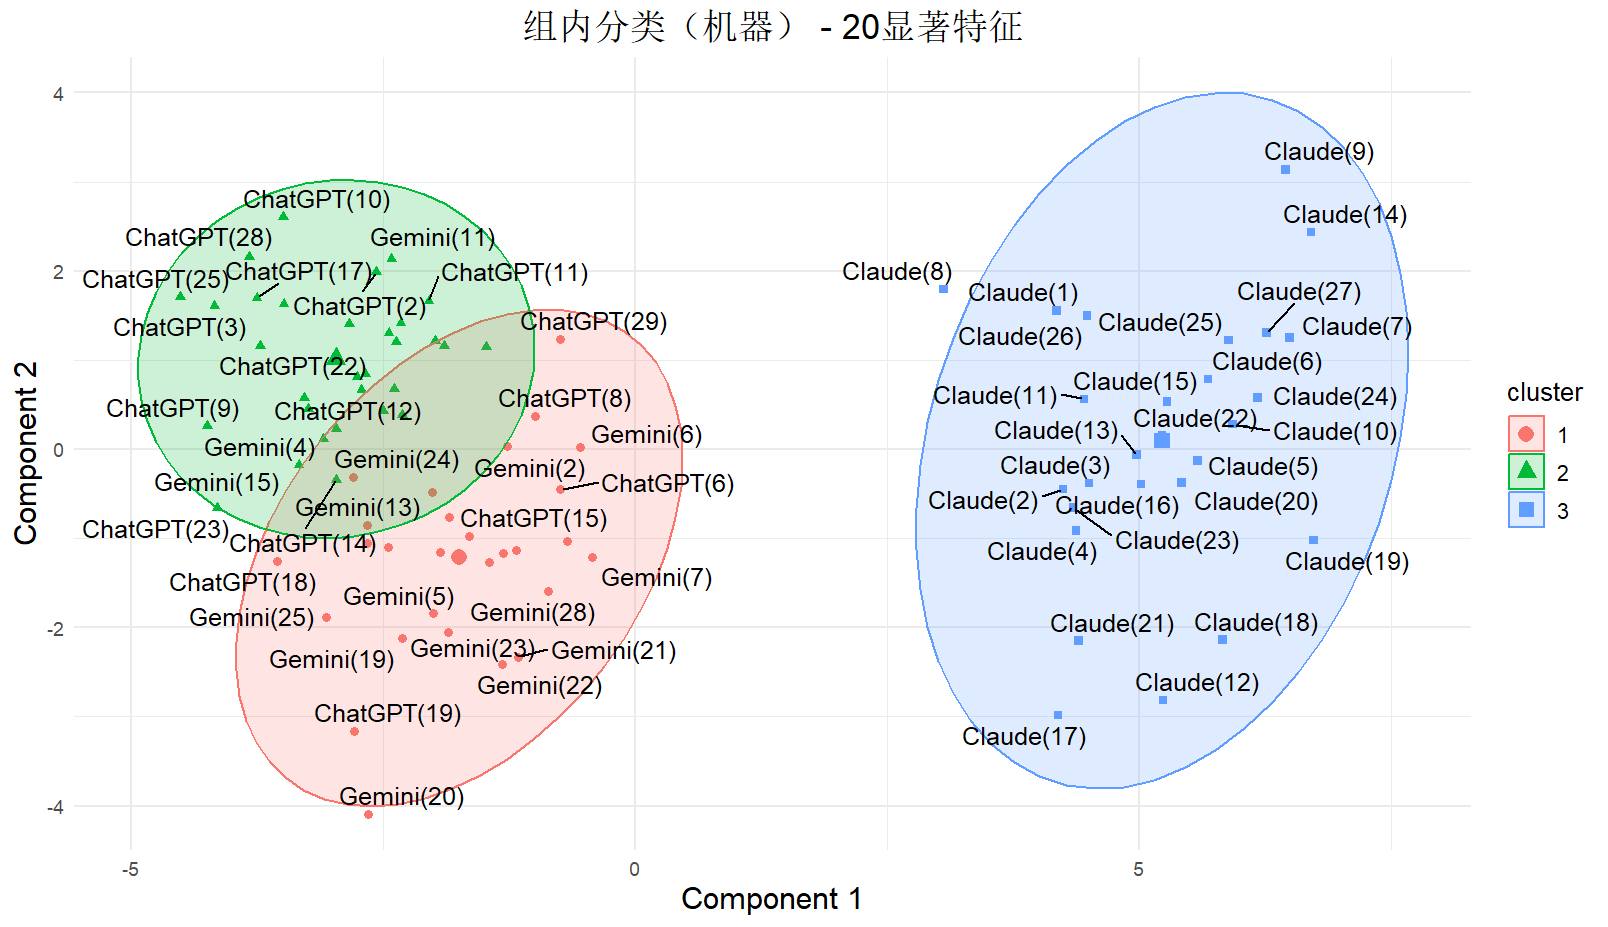 组内分类（机器） - 20显著特征
4
2
0
-2
-4
-5
0
5
Component 2
Component 1
ChatGPT(10)
ChatGPT(28)
Gemini(11)
ChatGPT(25)
ChatGPT(17)
ChatGPT(11)
ChatGPT(2)
ChatGPT(3)
ChatGPT(29)
ChatGPT(22)
ChatGPT(8)
ChatGPT(9)
ChatGPT(12)
Gemini(6)
Gemini(4)
Gemini(24)
Gemini(2)
Gemini(15)
ChatGPT(6)
Gemini(13)
ChatGPT(15)
ChatGPT(23)
ChatGPT(14)
ChatGPT(18)
Gemini(7)
Gemini(5)
Gemini(25)
Gemini(28)
Gemini(23)
Gemini(21)
Gemini(19)
Gemini(22)
ChatGPT(19)
Gemini(20)
Claude(9)
Claude(14)
Claude(8)
Claude(1)
Claude(27)
Claude(26)
Claude(25)
Claude(7)
Claude(6)
Claude(15)
Claude(11)
Claude(24)
Claude(22)
Claude(13)
Claude(10)
Claude(3)
Claude(5)
Claude(2)
Claude(16)
Claude(20)
Claude(23)
Claude(4)
Claude(19)
Claude(21)
Claude(18)
Claude(12)
Claude(17)
cluster
1
2
3